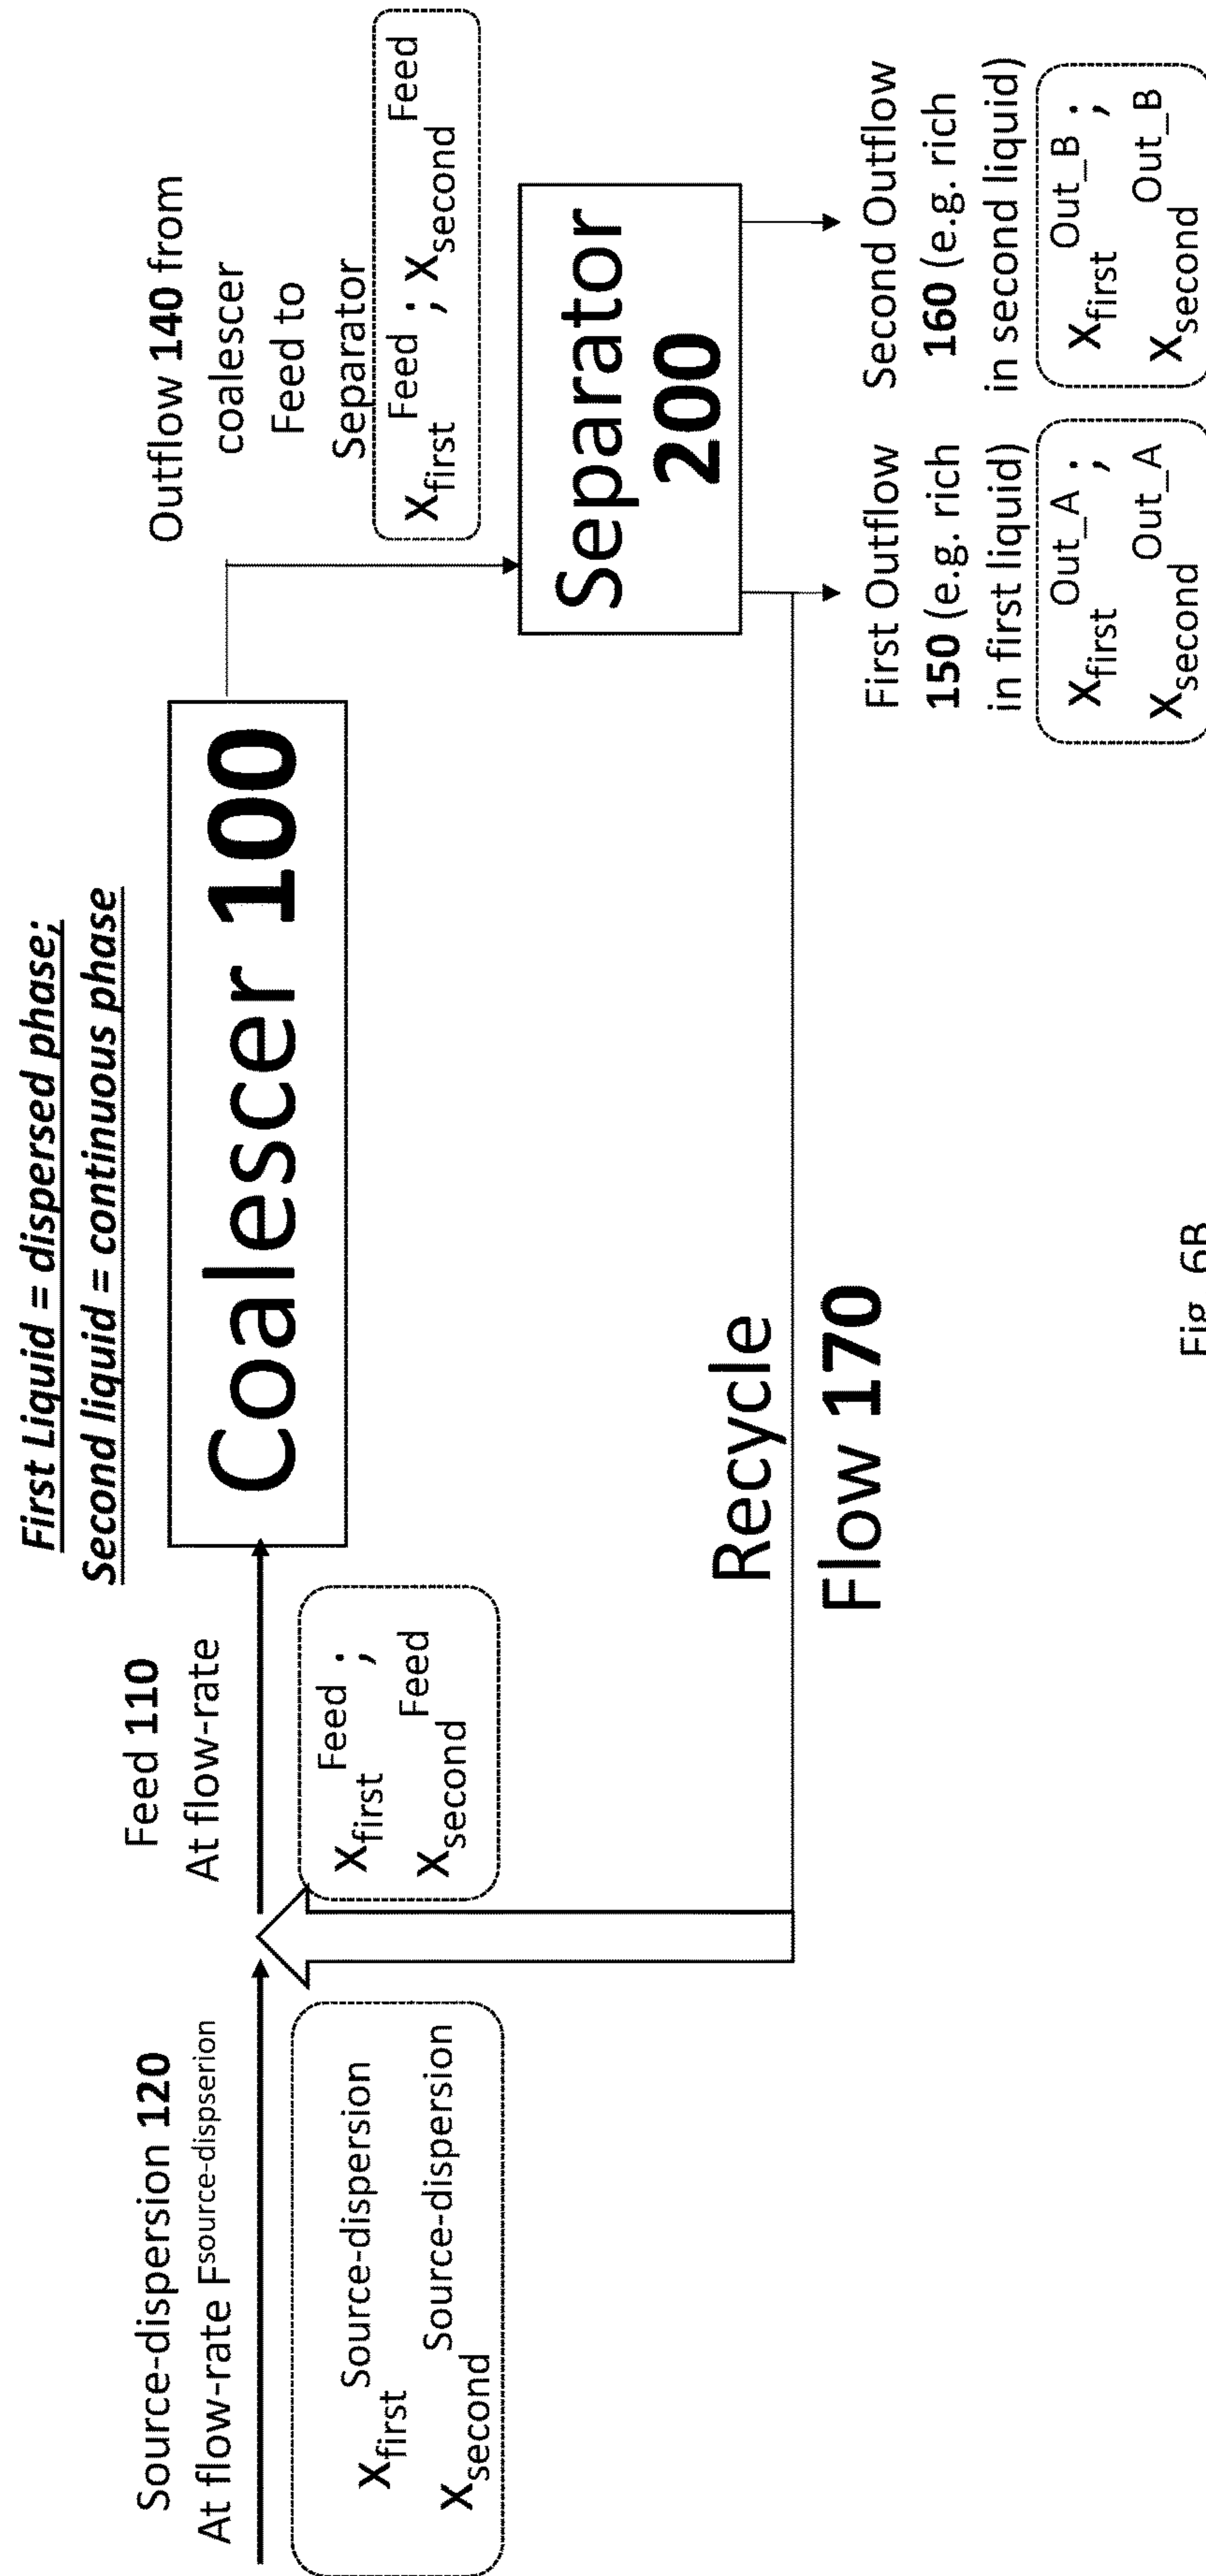 First Liquid = dispersed phase;
Second liquid = continuous phase
Source-dispersion 120
At flow-rate Fsource-dispserion
xfirst Source-dispersion
xsecond Source-dispersion
Feed 110
At flow-rate
xfirst Feed ;
xsecond Feed
Coalescer 100
Outflow 140 from
coalescer
Feed to
Separator
xfirst Feed ; xsecond Feed
Separator
200
Recycle
Flow 170
First Outflow
150 (e.g. rich
in first liquid)
xfirst Out_A ;
xsecond Out_A
Second Outflow
160 (e.g. rich
in second liquid)
xfirst Out_B ;
xsecond Out_B
Fig. 6B